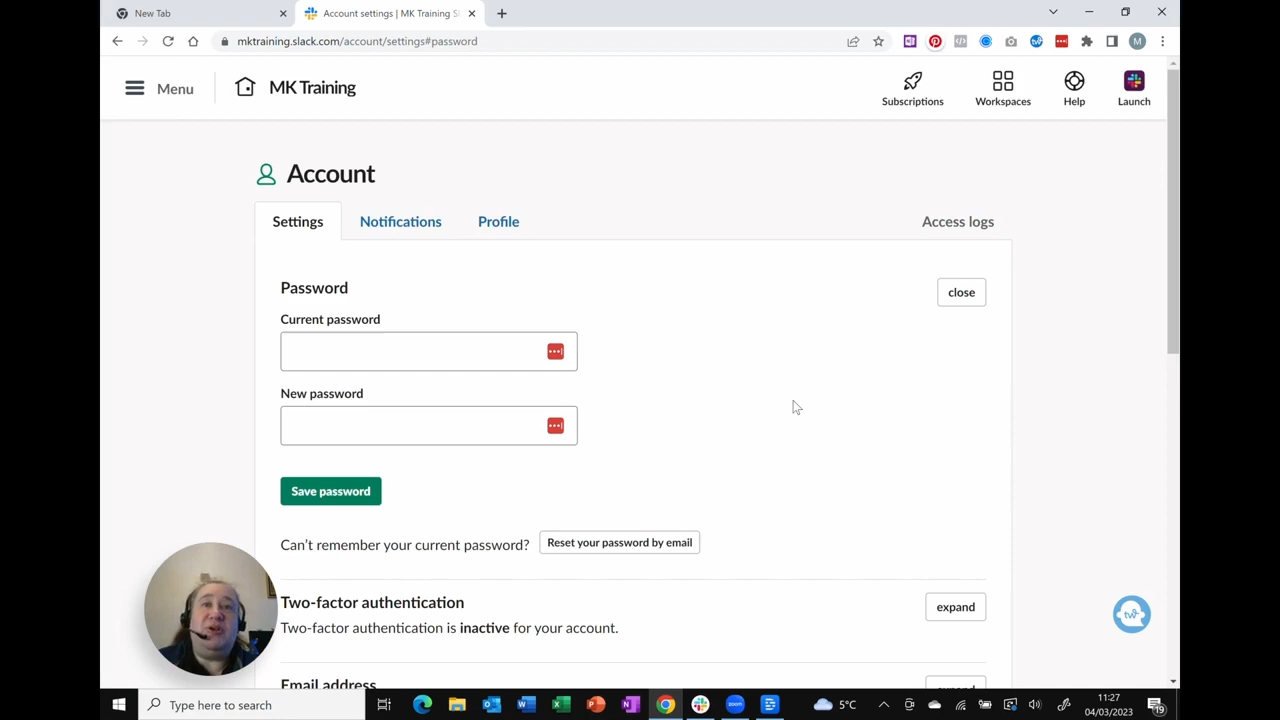 New Tab
Account settings | MK Training S
mktraining.slack.com/account/settings#password
M
Menu
MK Training
Subscriptions
Workspaces
Help
Launch
Account
Settings
Notifications
Profile
Access logs
Password
close
Current password
New password
Save password
Can't remember your current password?
Reset your password by email
Two-factor authentication
expand
Two-factor authentication is inactive for your account.
Email address
expand
Type here to search
5°C
11:27
04/03/2023
19